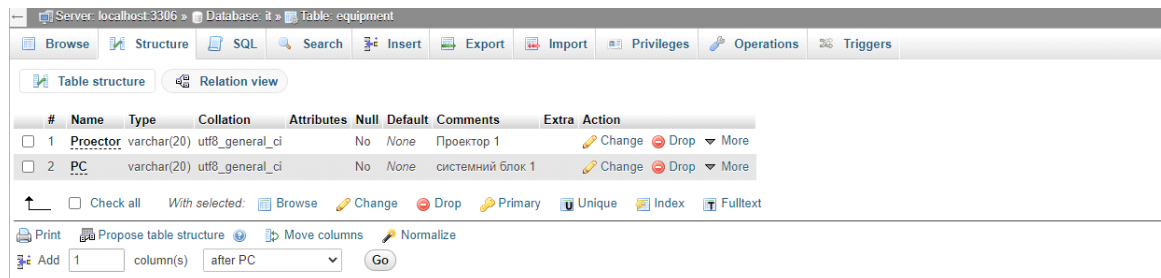 ← Server: localhost:3306 » Database: it » Table: equipment
Browse Structure SQL Search Insert Export Import Privileges Operations Triggers
Table structure Relation view
# Name Type Collation Attributes Null Default Comments Extra Action
1 Proector varchar(20) utf8_general_ci No None Проектор 1 Change Drop More
2 PC varchar(20) utf8_general_ci No None системний блок 1 Change Drop More
Check all With selected: Browse Change Drop Primary Unique Index Fulltext
Print Propose table structure Move columns Normalize
Add 1 column(s) after PC Go